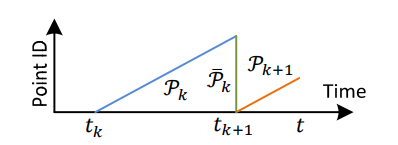 Point ID
𝒫ₖ
𝒫̄ₖ
𝒫ₖ₊₁
Time
tₖ
tₖ₊₁
t